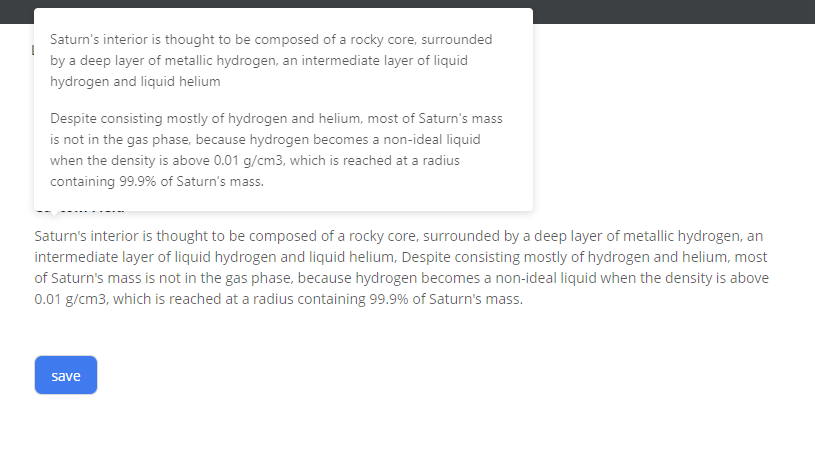 Saturn's interior is thought to be composed of a rocky core, surrounded
by a deep layer of metallic hydrogen, an intermediate layer of liquid
hydrogen and liquid helium
Despite consisting mostly of hydrogen and helium, most of Saturn's mass
is not in the gas phase, because hydrogen becomes a non-ideal liquid
when the density is above 0.01 g/cm3, which is reached at a radius
containing 99.9% of Saturn's mass.
Saturn's interior is thought to be composed of a rocky core, surrounded by a deep layer of metallic hydrogen, an
intermediate layer of liquid hydrogen and liquid helium, Despite consisting mostly of hydrogen and helium, most
of Saturn's mass is not in the gas phase, because hydrogen becomes a non-ideal liquid when the density is above
0.01 g/cm3, which is reached at a radius containing 99.9% of Saturn's mass.
save